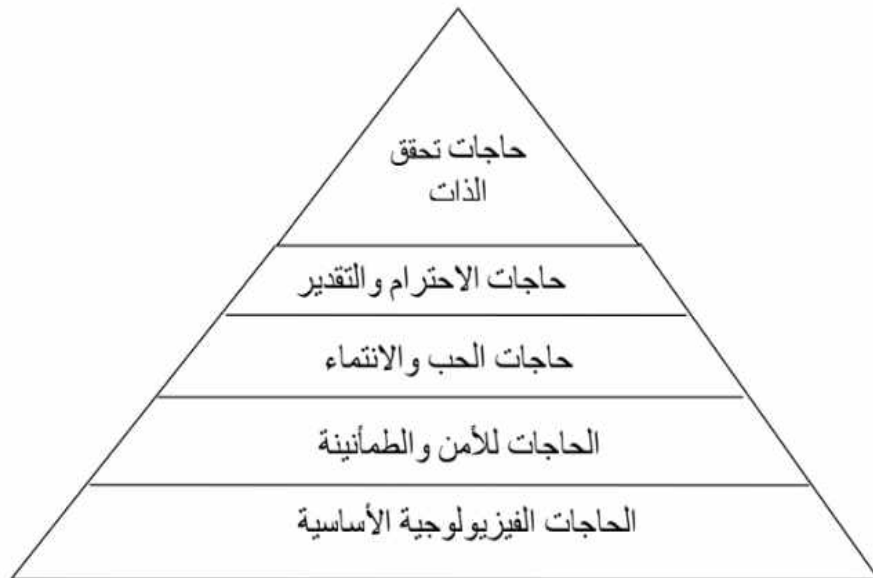 حاجات تحقق
الذات
حاجات الاحترام والتقدير
حاجات الحب والانتماء
الحاجات للأمن والطمأنينة
الحاجات الفيزيولوجية الأساسية